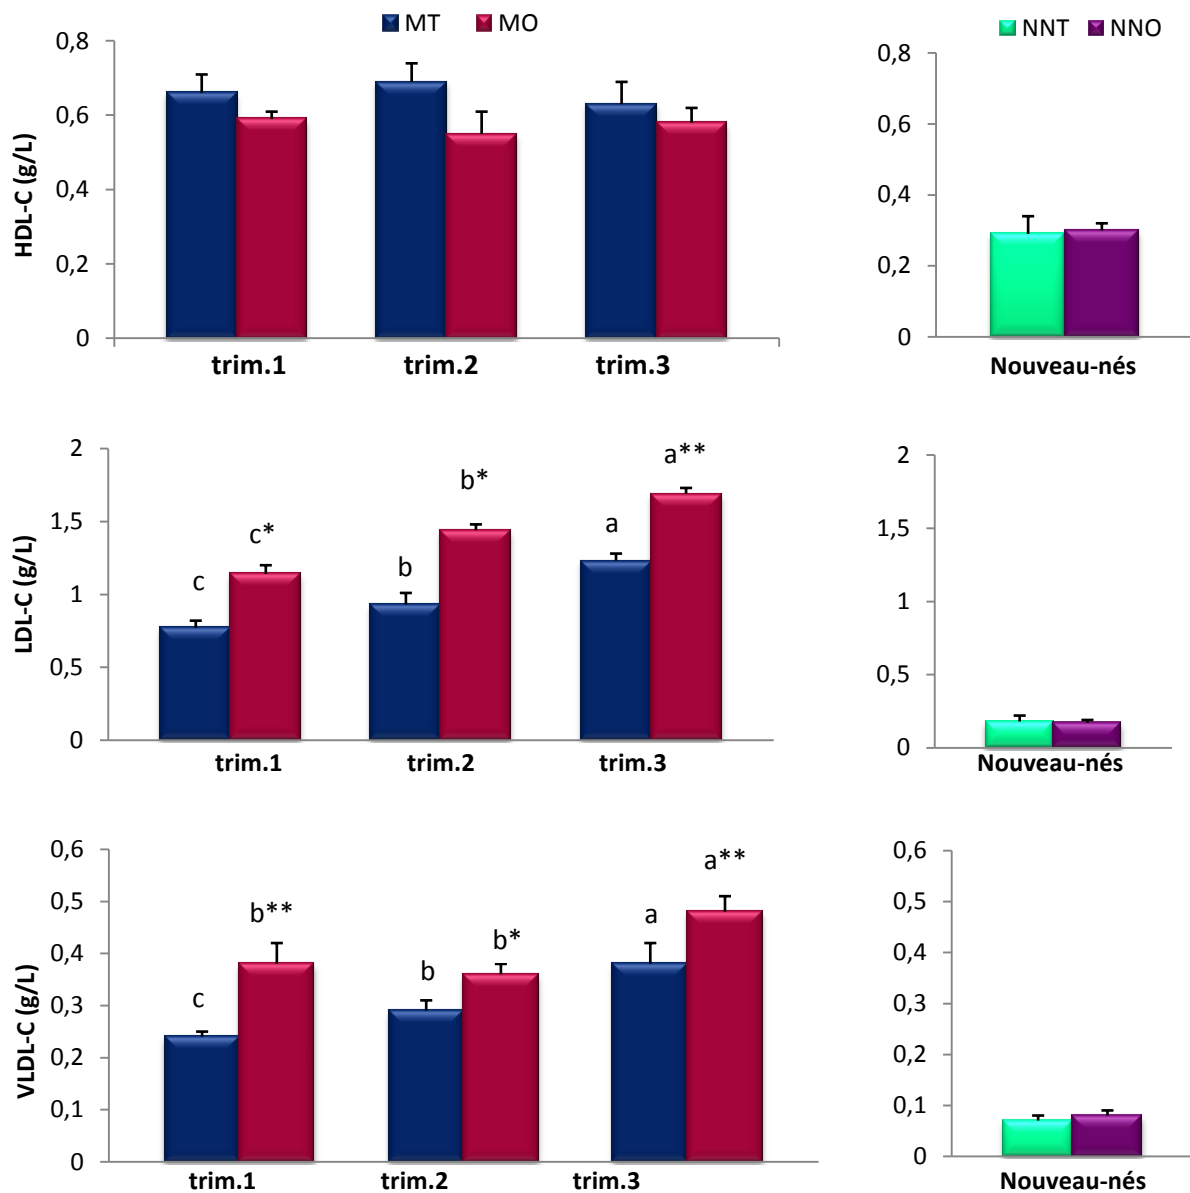 MT MO
NNT NNO
HDL-C (g/L)
0,8
0,6
0,4
0,2
0
trim.1 trim.2 trim.3
0,8
0,6
0,4
0,2
0
Nouveau-nés
LDL-C (g/L)
2
1,5
1
0,5
0
c c* b b* a a**
trim.1 trim.2 trim.3
2
1,5
1
0,5
0
Nouveau-nés
VLDL-C (g/L)
0,6
0,5
0,4
0,3
0,2
0,1
0
c b** b b* a a**
trim.1 trim.2 trim.3
0,6
0,5
0,4
0,3
0,2
0,1
0
Nouveau-nés